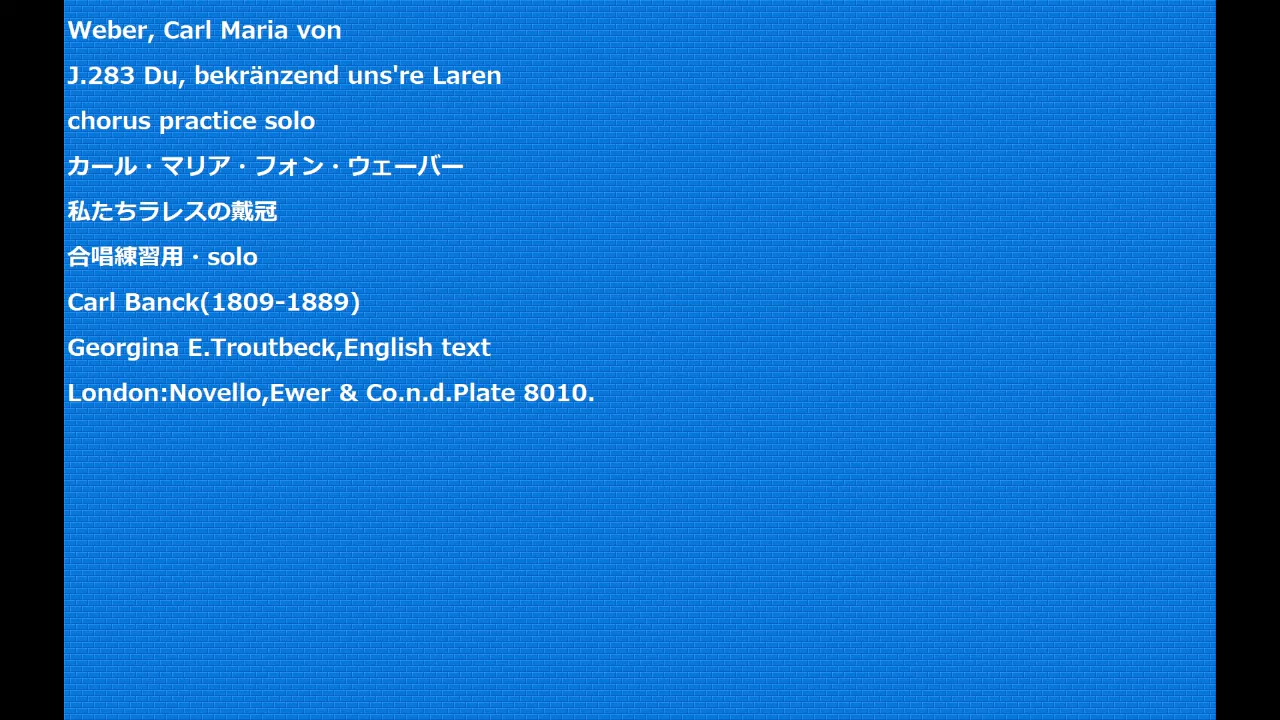 Weber, Carl Maria von
J.283 Du, bekränzend uns're Laren
chorus practice solo
カール・マリア・フォン・ウェーバー
私たちラレスの戴冠
合唱練習用・solo
Carl Banck(1809-1889)
Georgina E.Troutbeck,English text
London:Novello,Ewer & Co.n.d.Plate 8010.